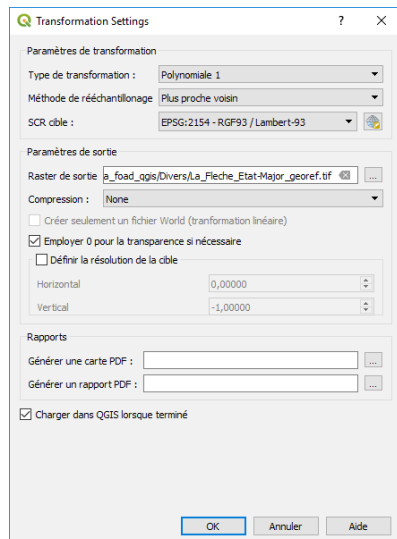 Transformation Settings
Paramètres de transformation
Type de transformation : Polynomiale 1
Méthode de rééchantillonage Plus proche voisin
SCR cible : EPSG:2154 - RGF93 / Lambert-93
Paramètres de sortie
Raster de sortie a_foad_qgis/Divers/La_Fleche_Etat-Major_georef.tif ...
Compression : None
Créer seulement un fichier World (tranformation linéaire)
Employer 0 pour la transparence si nécessaire
Définir la résolution de la cible
Horizontal 0,00000
Vertical -1,00000
Rapports
Générer une carte PDF : ...
Générer un rapport PDF : ...
Charger dans QGIS lorsque terminé
OK Annuler Aide